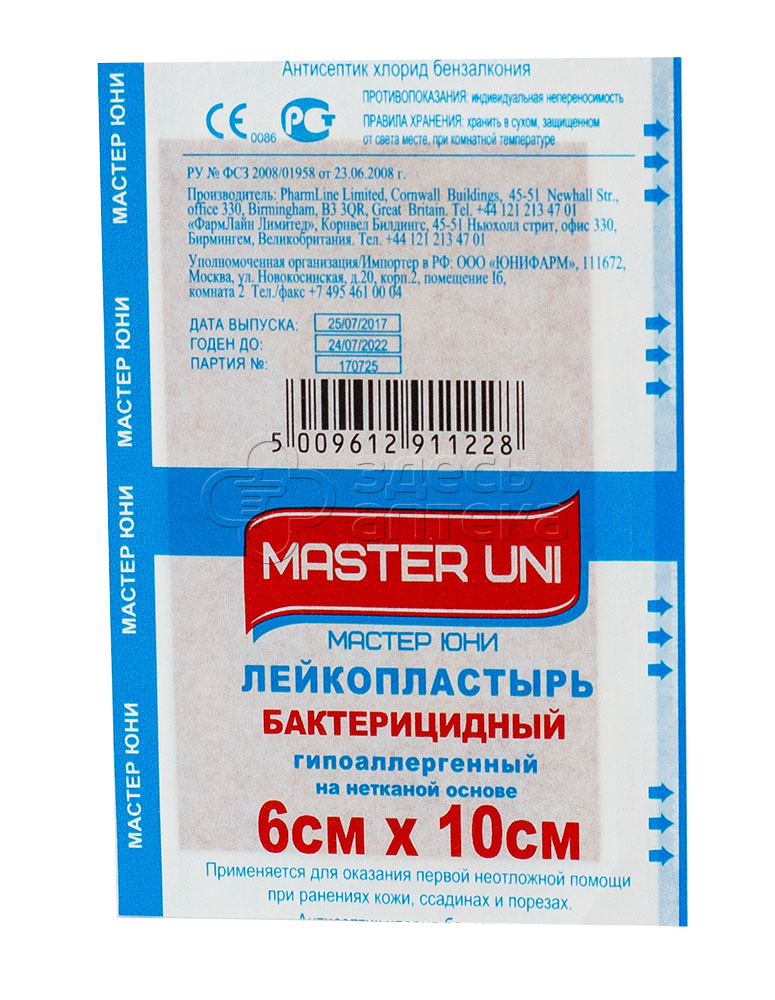 Антисептик хлорид бензалкония
ПРОТИВОПОКАЗАНИЯ: индивидуальная непереносимость
CE 0086 РСТ
ПРАВИЛА ХРАНЕНИЯ: хранить в сухом, защищенном
от света месте, при комнатной температуре
РУ № ФСЗ 2008/01958 от 23.06.2008 г.
Производитель: PharmLine Limited, Cornwall Buildings, 45-51 Newhall Str.,
office 330, Birmingham, B3 3QR, Great Britain. Tel. +44 121 213 47 01
«ФармЛайн Лимитед», Корнвел Билдингс, 45-51 Ньюхолл стрит, офис 330,
Бирмингем, Великобритания. Тел. +44 121 213 47 01
Уполномоченная организация/Импортер в РФ: ООО «ЮНИФАРМ», 111672,
Москва, ул. Новокосинская, д.20, корп.2, помещение 1б,
комната 2 Тел./факс +7 495 461 00 04
ДАТА ВЫПУСКА: 25/07/2017
ГОДЕН ДО: 24/07/2022
ПАРТИЯ №: 170725
5 009612 911228
здесь
аптека
MASTER UNI
МАСТЕР ЮНИ
ЛЕЙКОПЛАСТЫРЬ
БАКТЕРИЦИДНЫЙ
гипоаллергенный
на нетканой основе
6см х 10см
Применяется для оказания первой неотложной помощи
при ранениях кожи, ссадинах и порезах.
МАСТЕР ЮНИ
МАСТЕР ЮНИ
МАСТЕР ЮНИ
МАСТЕР ЮНИ